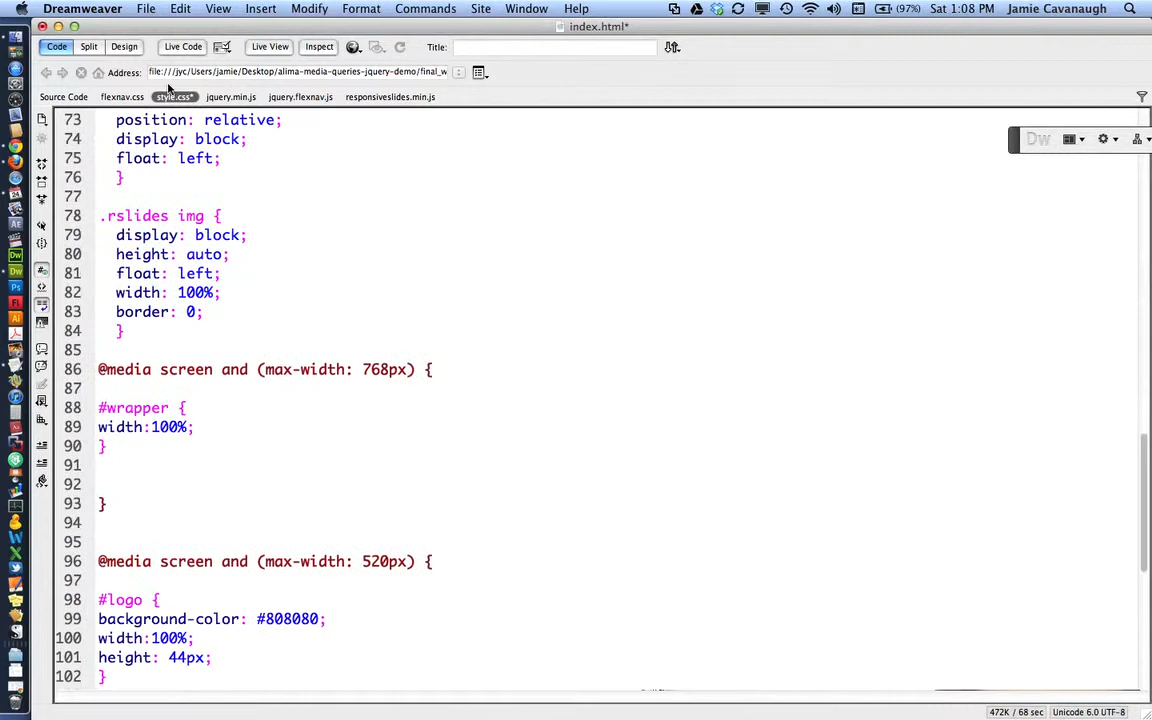 Dreamweaver File Edit View Insert Modify Format Commands Site Window Help (97%) Sat 1:08 PM Jamie Cavanaugh
index.html*
Code Split Design Live Code Live View Inspect Title:
Address: file:///jyc/Users/jamie/Desktop/alima-media-queries-jquery-demo/final_w
Source Code flexnav.css style.css* jquery.min.js jquery.flexnav.js responsiveslides.min.js
73 position: relative;
74 display: block;
75 float: left;
76 }
77
78 .rslides img {
79 display: block;
80 height: auto;
81 float: left;
82 width: 100%;
83 border: 0;
84 }
85
86 @media screen and (max-width: 768px) {
87
88 #wrapper {
89 width:100%;
90 }
91
92
93 }
94
95
96 @media screen and (max-width: 520px) {
97
98 #logo {
99 background-color: #808080;
100 width:100%;
101 height: 44px;
102 }
Dw
472K / 68 sec Unicode 6.0 UTF-8